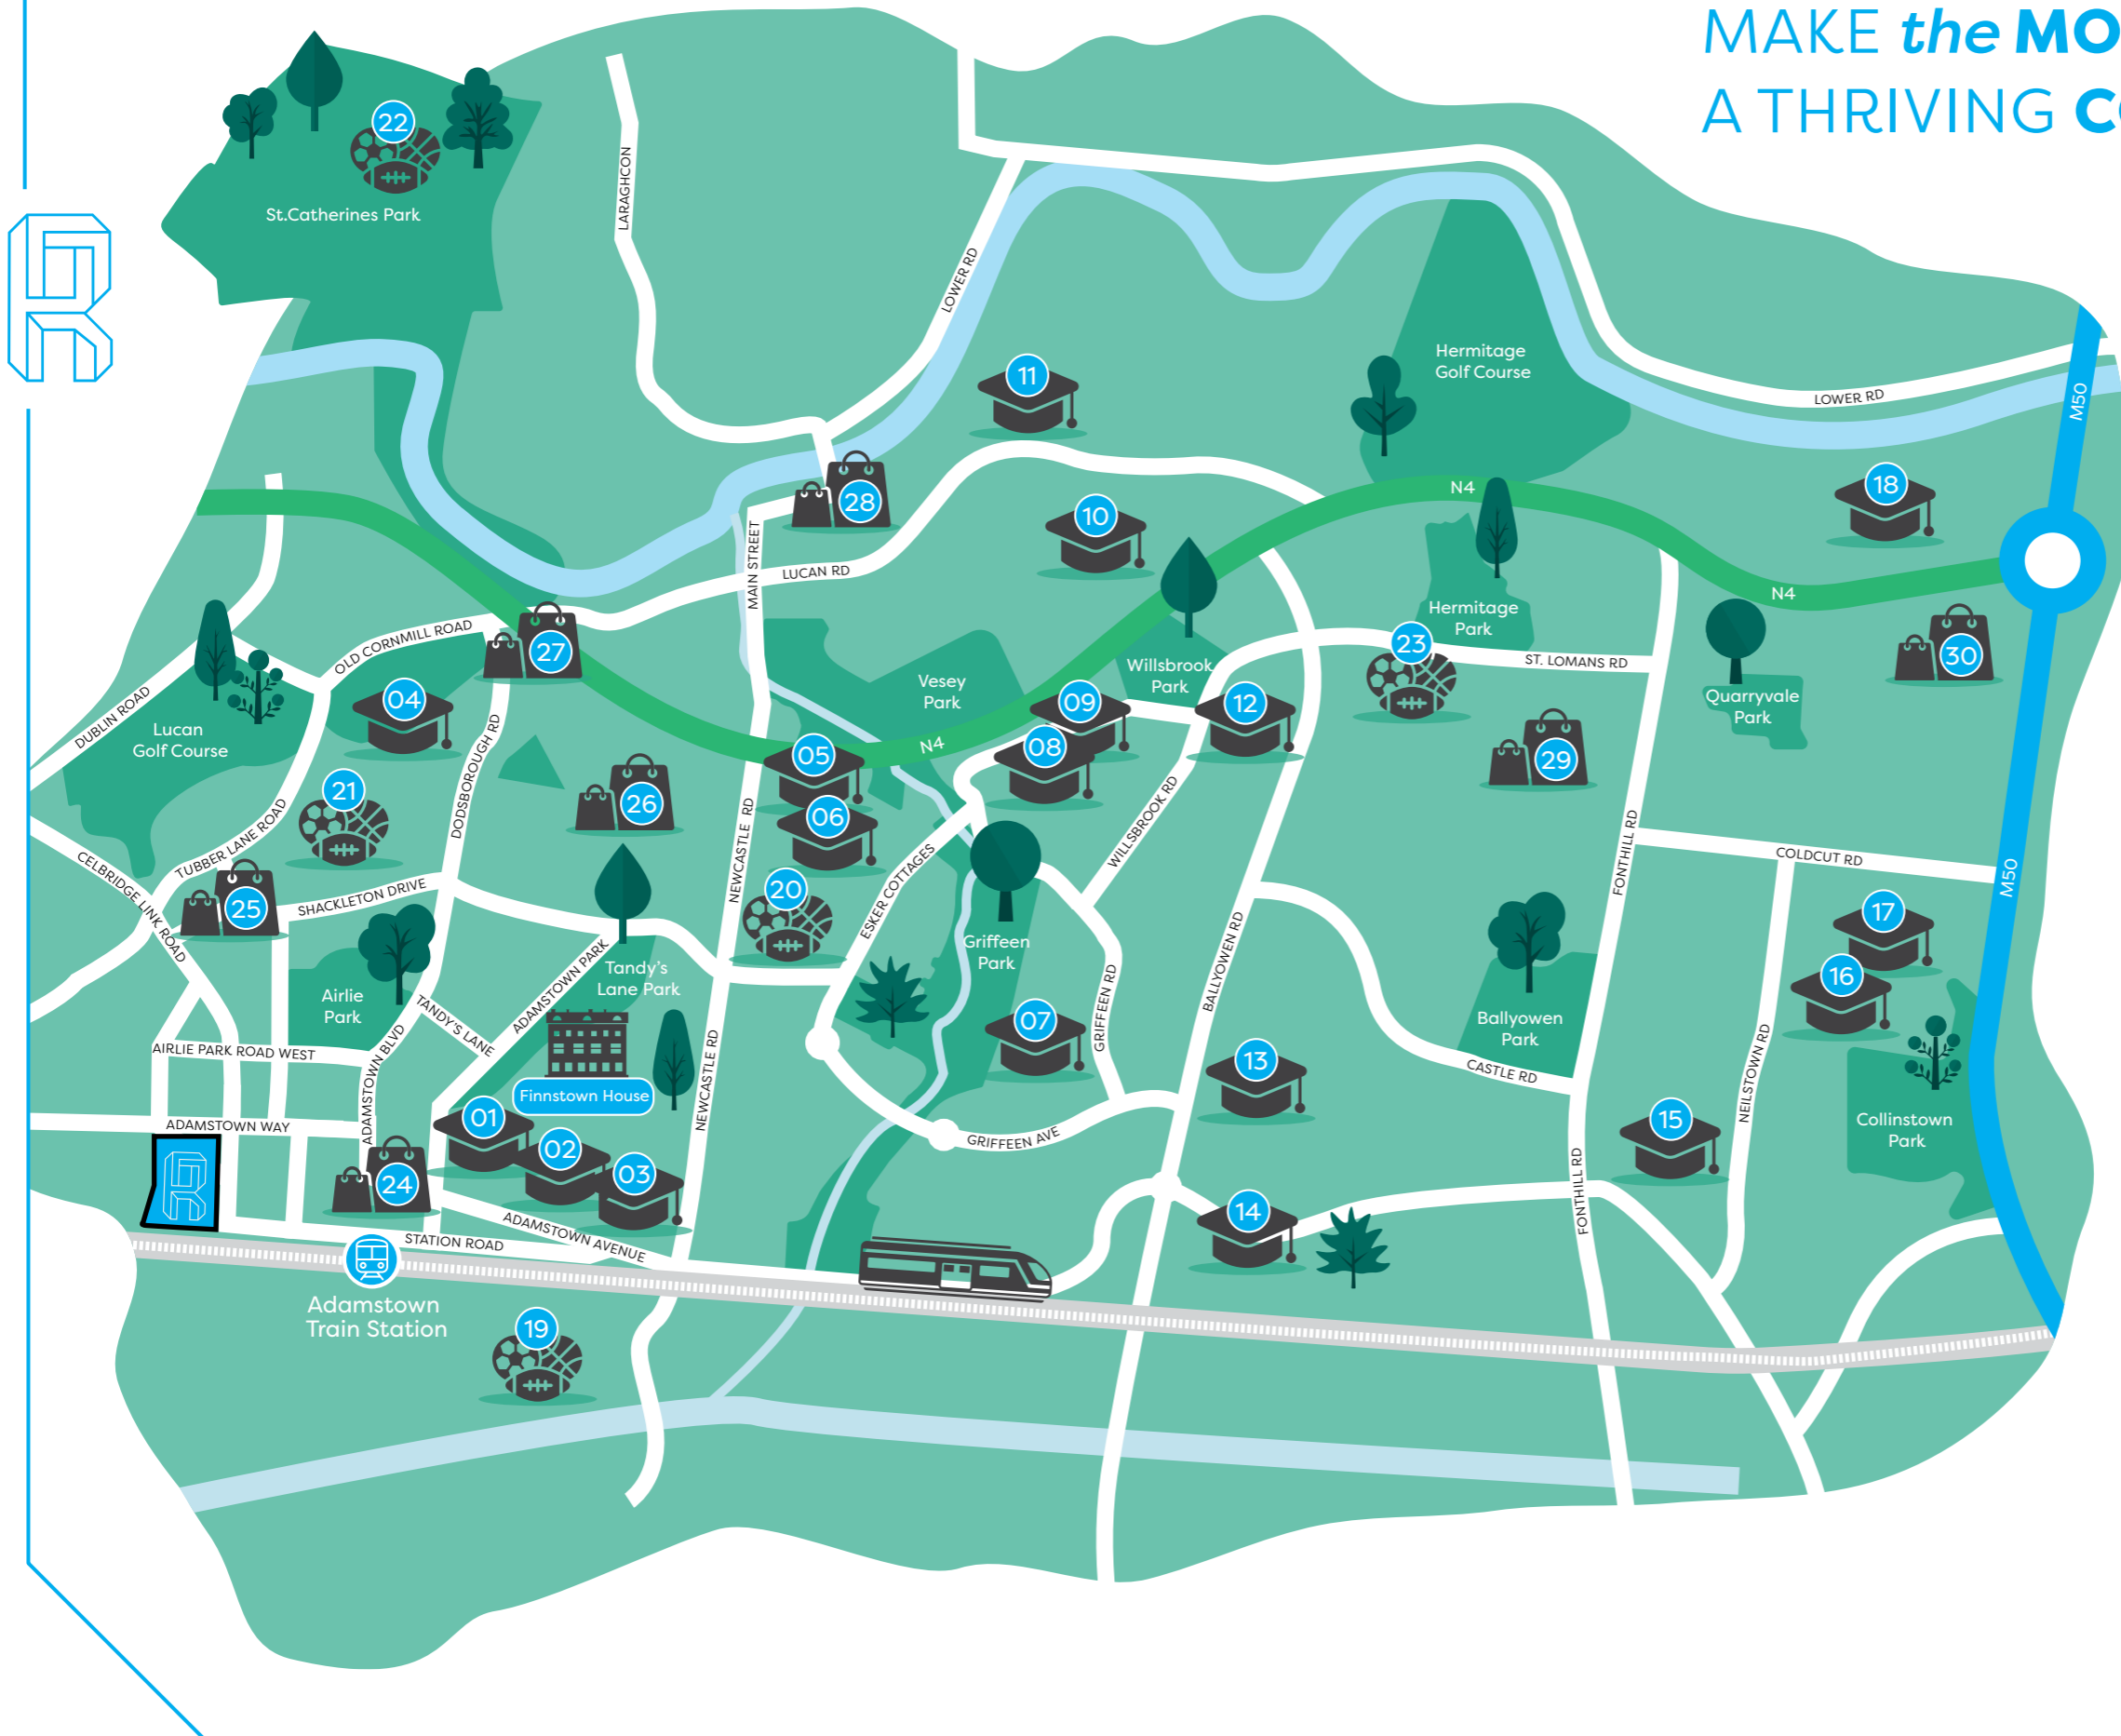 MAKE the MO
A THRIVING CO
22
St.Catherines Park
LARAGHCON
LOWER RD
Hermitage
Golf Course
11
LOWER RD
M50
28
10
N4
18
MAIN STREET
LUCAN RD
N4
Hermitage
Park
OLD CORNMILL ROAD
27
23
30
ST. LOMANS RD
Willsbrook
Park
Vesey
Park
DUBLIN ROAD
04
09
12
Quarryvale
Park
Lucan
Golf Course
DODSBOROUGH RD
05
N4
08
29
21
26
06
WILLSBROOK RD
TUBBER LANE ROAD
NEWCASTLE RD
FONTHILL RD
COLDCUT RD
M50
CELBRIDGE LINK ROAD
25
SHACKLETON DRIVE
20
ESKER COTTAGES
17
Griffeen
Park
BALLYOWEN RD
16
ADAMSTOWN PARK
Tandy's
Lane Park
Airlie
Park
TANDY'S LANE
07
GRIFFEEN RD
Ballyowen
Park
AIRLIE PARK ROAD WEST
ADAMSTOWN BLVD
NEWCASTLE RD
13
CASTLE RD
NEILSTOWN RD
Finnstown House
01
ADAMSTOWN WAY
GRIFFEEN AVE
15
Collinstown
Park
02
03
24
14
FONTHILL RD
ADAMSTOWN AVENUE
STATION ROAD
Adamstown
Train Station
19